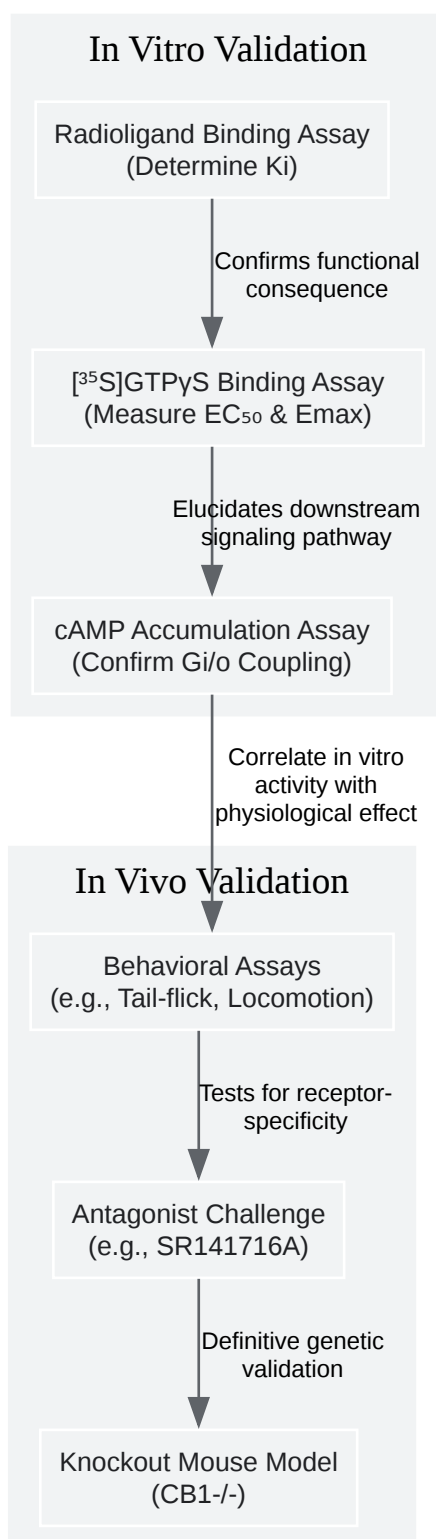 In Vitro Validation
Radioligand Binding Assay
(Determine Ki)
Confirms functional
consequence
[³⁵S]GTPγS Binding Assay
(Measure EC₅₀ & Emax)
Elucidates downstream
signaling pathway
cAMP Accumulation Assay
(Confirm Gi/o Coupling)
Correlate in vitro
activity with
physiological effect
In Vivo Validation
Behavioral Assays
(e.g., Tail-flick, Locomotion)
Tests for receptor-
specificity
Antagonist Challenge
(e.g., SR141716A)
Definitive genetic
validation
Knockout Mouse Model
(CB1-/-)